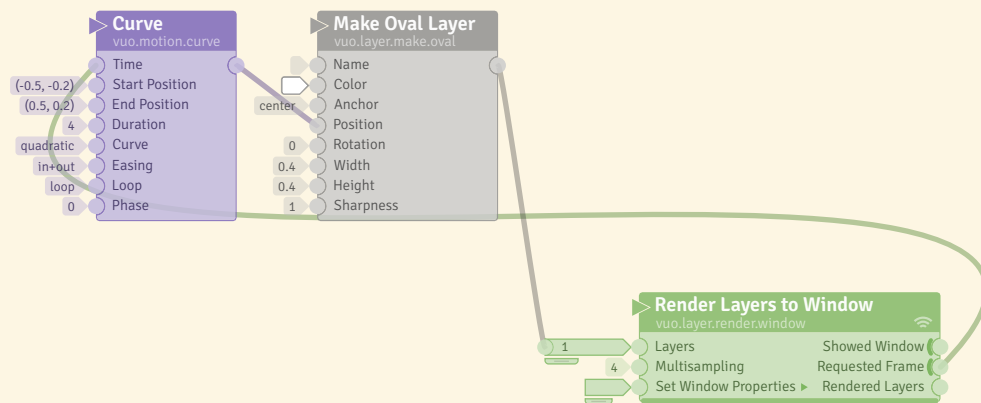 Curve
vuo.motion.curve
Time
(-0.5, -0.2) Start Position
(0.5, 0.2) End Position
4 Duration
quadratic Curve
in+out Easing
loop Loop
0 Phase
Make Oval Layer
vuo.layer.make.oval
Name
Color
center Anchor
Position
0 Rotation
0.4 Width
0.4 Height
1 Sharpness
Render Layers to Window
vuo.layer.render.window
1 Layers Showed Window
4 Multisampling Requested Frame
Set Window Properties Rendered Layers